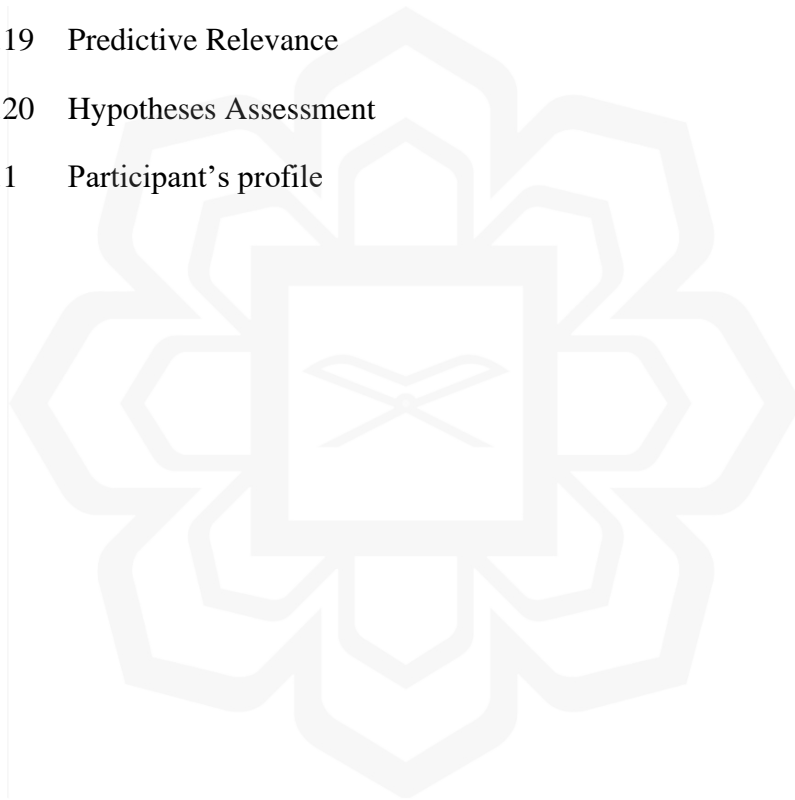 19 Predictive Relevance
20 Hypotheses Assessment
1 Participant’s profile